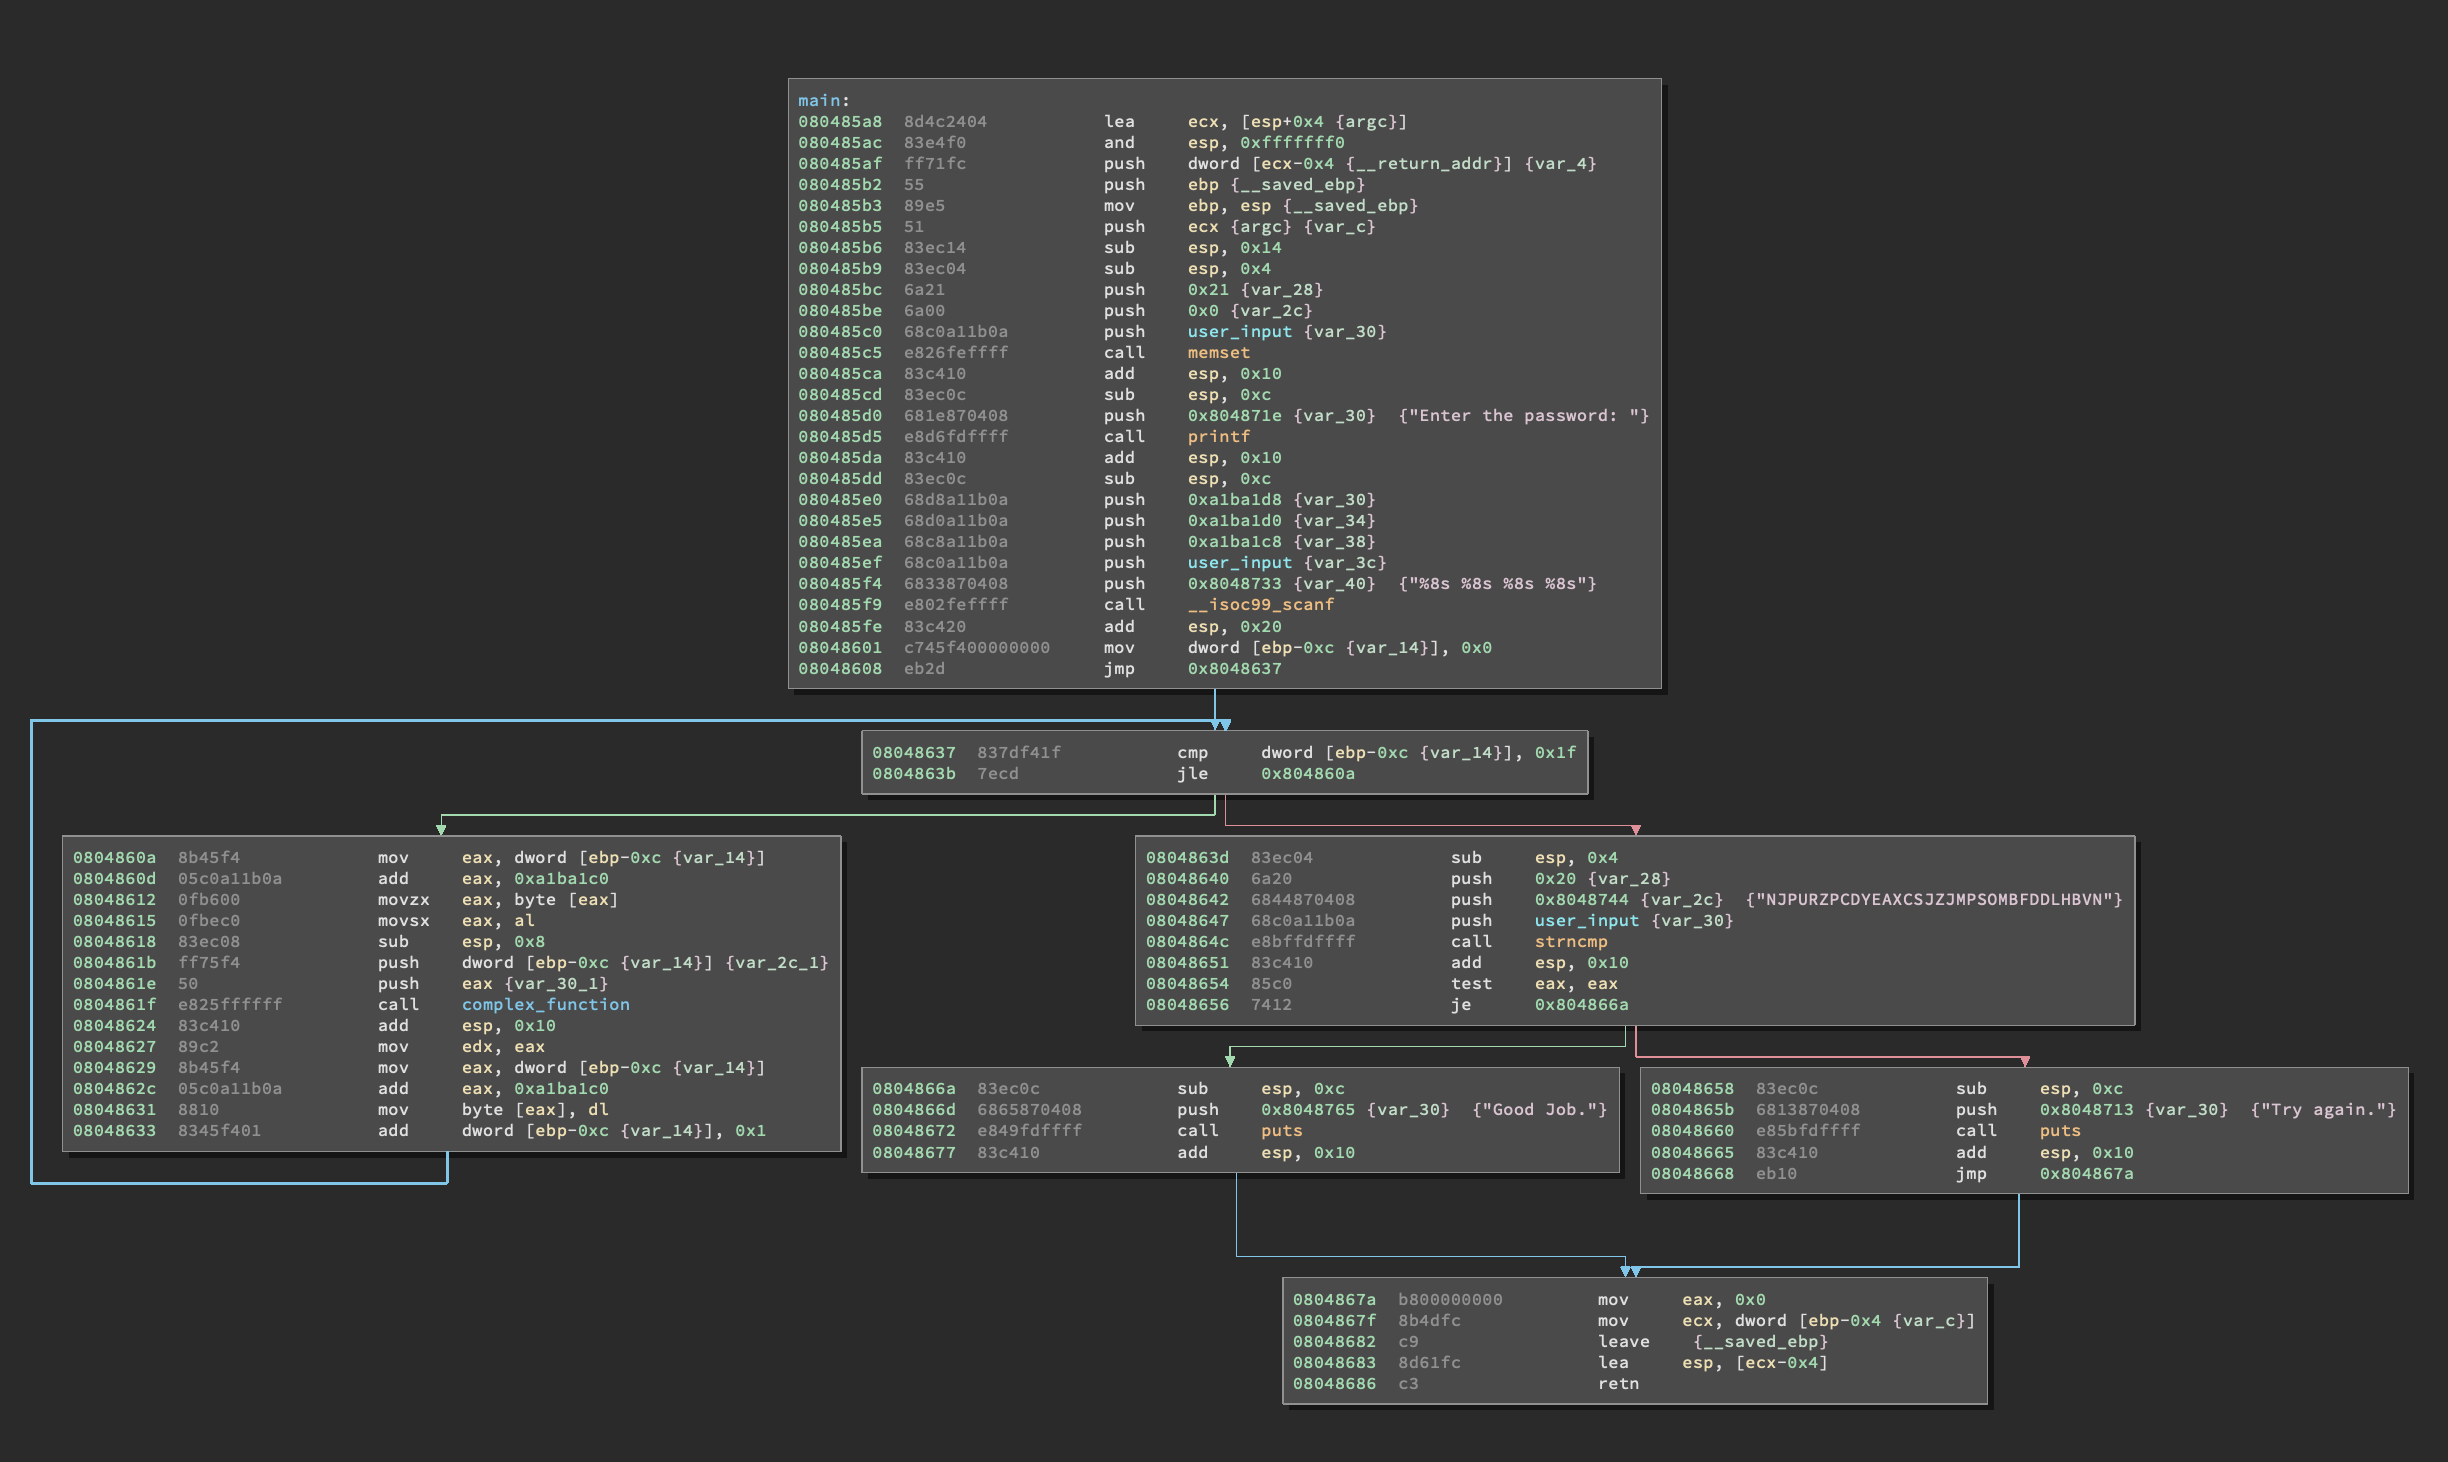 main:
080485a8 8d4c2404 lea ecx, [esp+0x4 {argc}]
080485ac 83e4f0 and esp, 0xfffffff0
080485af ff71fc push dword [ecx-0x4 {__return_addr}] {var_4}
080485b2 55 push ebp {__saved_ebp}
080485b3 89e5 mov ebp, esp {__saved_ebp}
080485b5 51 push ecx {argc} {var_c}
080485b6 83ec14 sub esp, 0x14
080485b9 83ec04 sub esp, 0x4
080485bc 6a21 push 0x21 {var_28}
080485be 6a00 push 0x0 {var_2c}
080485c0 68c0a11b0a push user_input {var_30}
080485c5 e826feffff call memset
080485ca 83c410 add esp, 0x10
080485cd 83ec0c sub esp, 0xc
080485d0 681e870408 push 0x804871e {var_30} {"Enter the password: "}
080485d5 e8d6fdffff call printf
080485da 83c410 add esp, 0x10
080485dd 83ec0c sub esp, 0xc
080485e0 68d8a11b0a push 0xa1ba1d8 {var_30}
080485e5 68d0a11b0a push 0xa1ba1d0 {var_34}
080485ea 68c8a11b0a push 0xa1ba1c8 {var_38}
080485ef 68c0a11b0a push user_input {var_3c}
080485f4 6833870408 push 0x8048733 {var_40} {"%8s %8s %8s %8s"}
080485f9 e802feffff call __isoc99_scanf
080485fe 83c420 add esp, 0x20
08048601 c745f400000000 mov dword [ebp-0xc {var_14}], 0x0
08048608 eb2d jmp 0x8048637
08048637 837df41f cmp dword [ebp-0xc {var_14}], 0x1f
0804863b 7ecd jle 0x804860a
0804860a 8b45f4 mov eax, dword [ebp-0xc {var_14}]
0804860d 05c0a11b0a add eax, 0xa1ba1c0
08048612 0fb600 movzx eax, byte [eax]
08048615 0fbec0 movsx eax, al
08048618 83ec08 sub esp, 0x8
0804861b ff75f4 push dword [ebp-0xc {var_14}] {var_2c_1}
0804861e 50 push eax {var_30_1}
0804861f e825ffffff call complex_function
08048624 83c410 add esp, 0x10
08048627 89c2 mov edx, eax
08048629 8b45f4 mov eax, dword [ebp-0xc {var_14}]
0804862c 05c0a11b0a add eax, 0xa1ba1c0
08048631 8810 mov byte [eax], dl
08048633 8345f401 add dword [ebp-0xc {var_14}], 0x1
0804863d 83ec04 sub esp, 0x4
08048640 6a20 push 0x20 {var_28}
08048642 6844870408 push 0x8048744 {var_2c} {"NJPURZPCDYEAXCSJZJMPSOMBFDDLHBVN"}
08048647 68c0a11b0a push user_input {var_30}
0804864c e8bffdffff call strncmp
08048651 83c410 add esp, 0x10
08048654 85c0 test eax, eax
08048656 7412 je 0x804866a
0804866a 83ec0c sub esp, 0xc
0804866d 6865870408 push 0x8048765 {var_30} {"Good Job."}
08048672 e849fdffff call puts
08048677 83c410 add esp, 0x10
08048658 83ec0c sub esp, 0xc
0804865b 6813870408 push 0x8048713 {var_30} {"Try again."}
08048660 e85bfdffff call puts
08048665 83c410 add esp, 0x10
08048668 eb10 jmp 0x804867a
0804867a b800000000 mov eax, 0x0
0804867f 8b4dfc mov ecx, dword [ebp-0x4 {var_c}]
08048682 c9 leave {__saved_ebp}
08048683 8d61fc lea esp, [ecx-0x4]
08048686 c3 retn